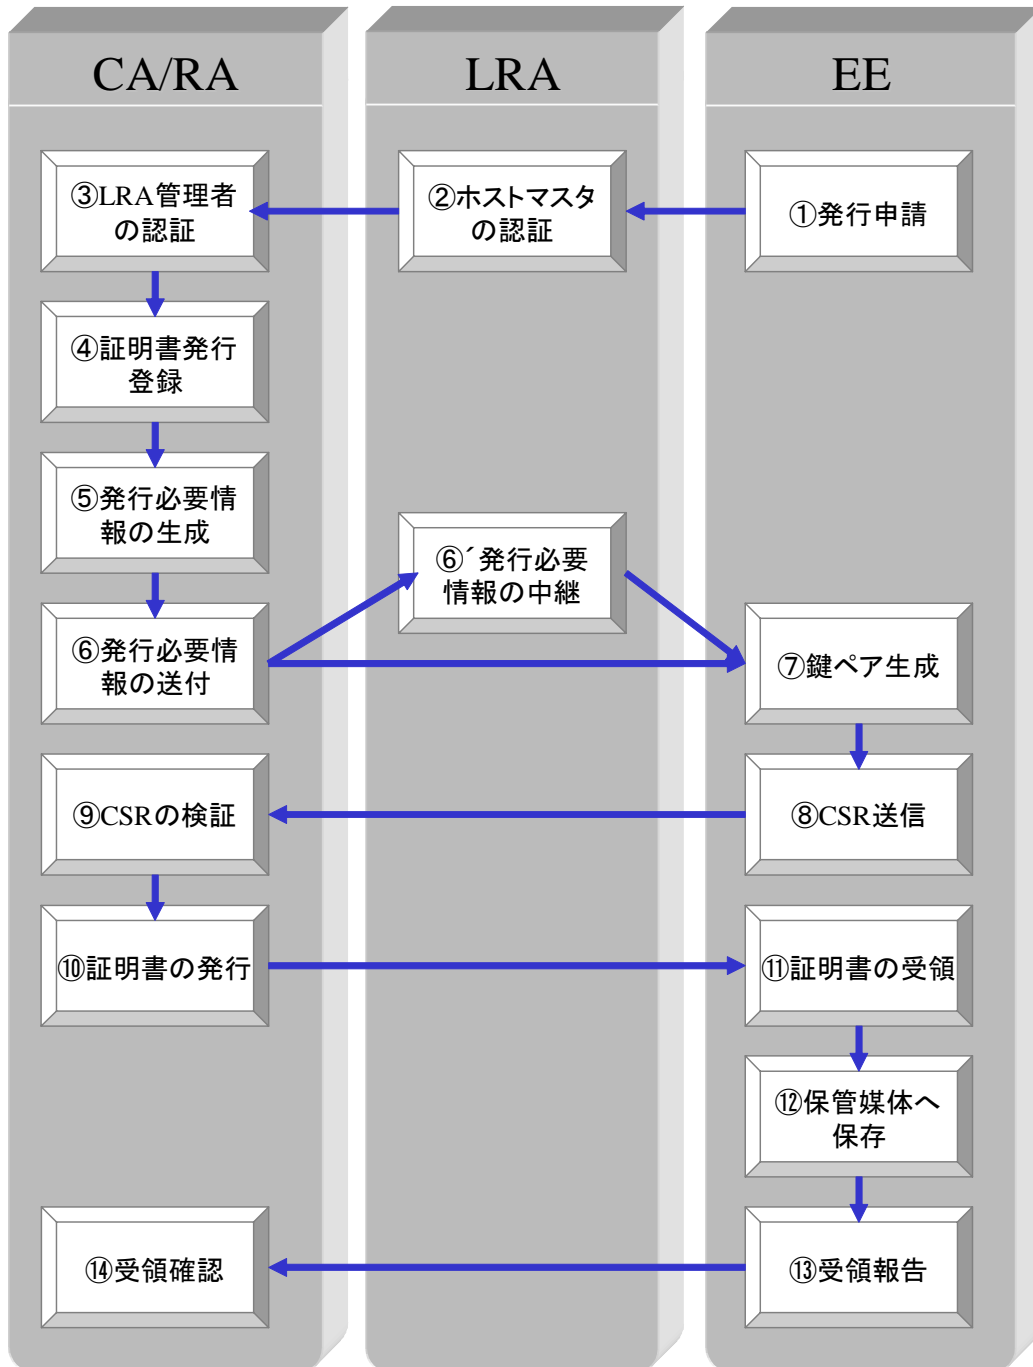 CA/RA
LRA
EE
③LRA管理者
の認証
②ホストマスタ
の認証
①発行申請
④証明書発行
登録
⑤発行必要情
報の生成
⑥´発行必要
情報の中継
⑥発行必要情
報の送付
⑦鍵ペア生成
⑨CSRの検証
⑧CSR送信
⑩証明書の発行
⑪証明書の受領
⑫保管媒体へ
保存
⑭受領確認
⑬受領報告